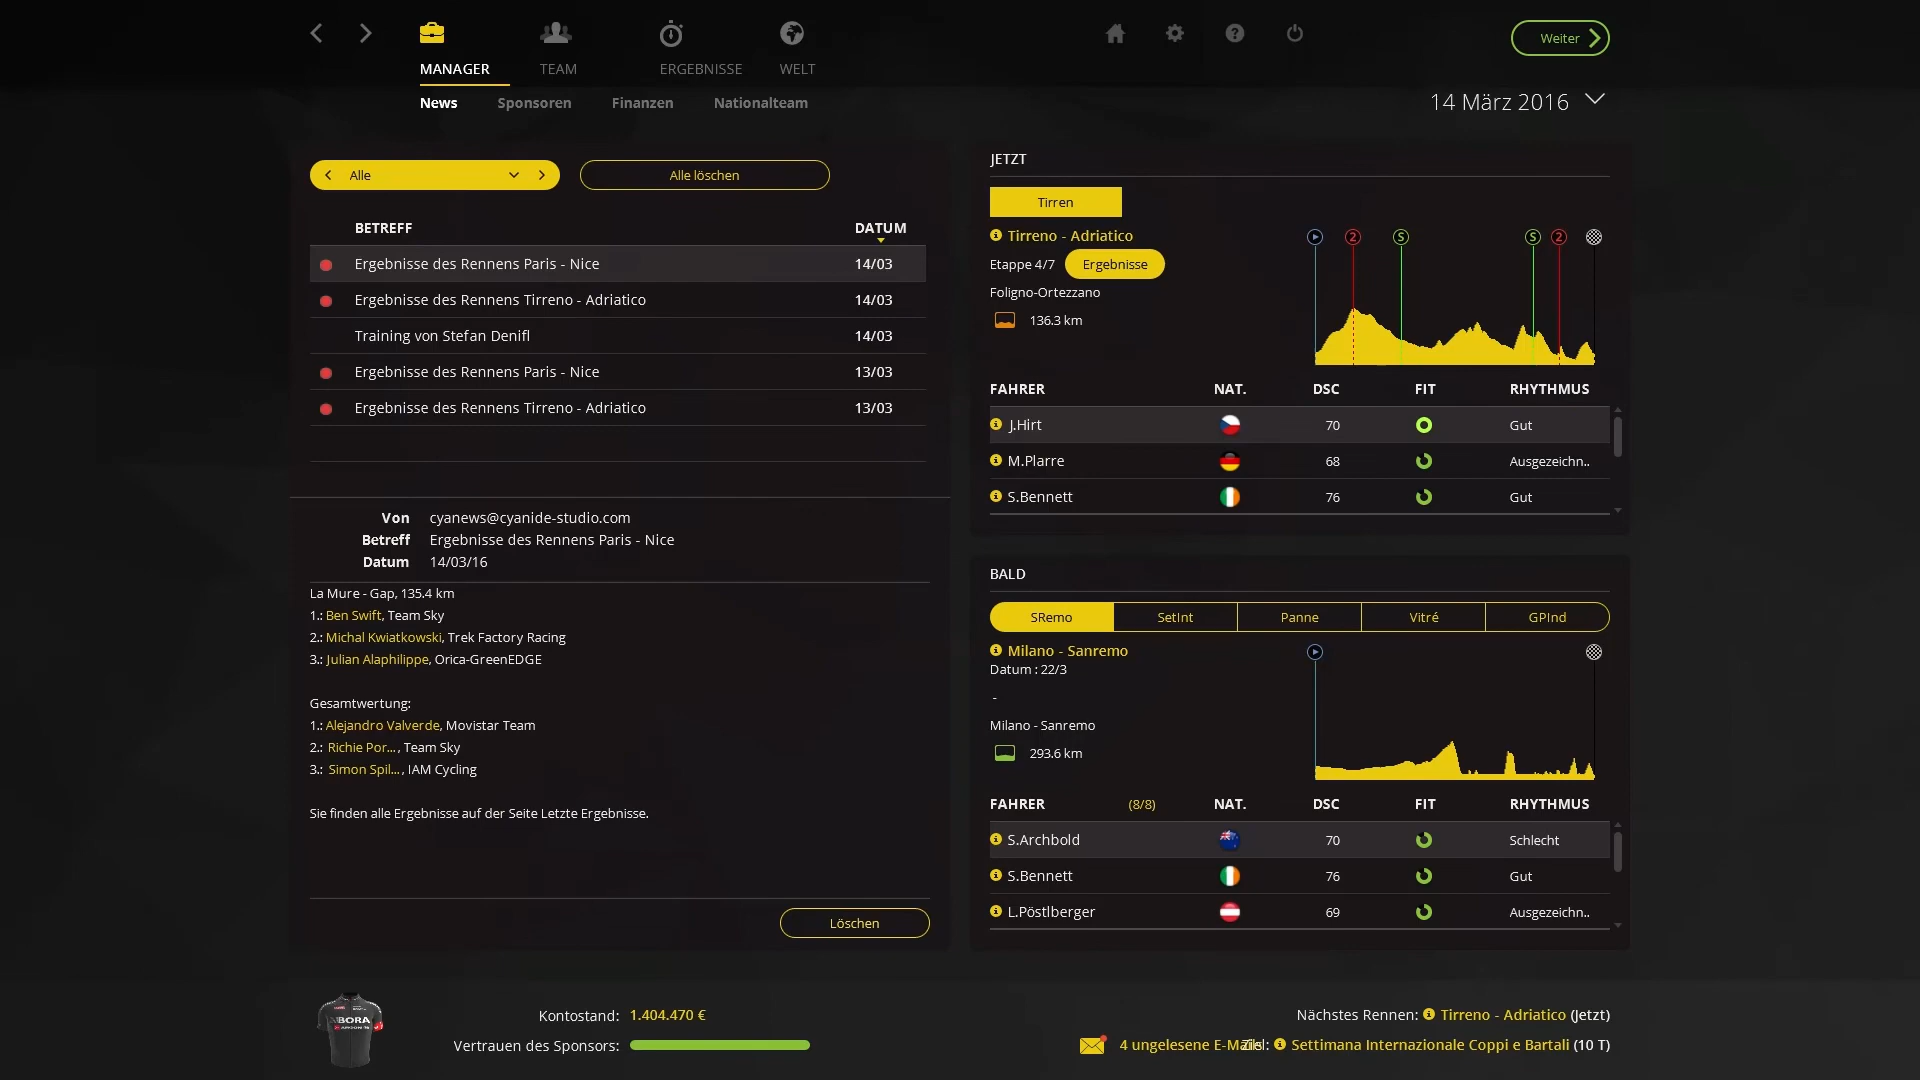 MANAGER TEAM ERGEBNISSE WELT
Weiter
News Sponsoren Finanzen Nationalteam
14 März 2016
Alle
Alle löschen
BETREFF DATUM
Ergebnisse des Rennens Paris - Nice 14/03
Ergebnisse des Rennens Tirreno - Adriatico 14/03
Training von Stefan Denifl 14/03
Ergebnisse des Rennens Paris - Nice 13/03
Ergebnisse des Rennens Tirreno - Adriatico 13/03
Von cyanews@cyanide-studio.com
Betreff Ergebnisse des Rennens Paris - Nice
Datum 14/03/16
La Mure - Gap, 135.4 km
1.: Ben Swift, Team Sky
2.: Michal Kwiatkowski, Trek Factory Racing
3.: Julian Alaphilippe, Orica-GreenEDGE
Gesamtwertung:
1.: Alejandro Valverde, Movistar Team
2.: Richie Por..., Team Sky
3.: Simon Spil..., IAM Cycling
Sie finden alle Ergebnisse auf der Seite Letzte Ergebnisse.
Löschen
JETZT
Tirren
Tirreno - Adriatico
Etappe 4/7 Ergebnisse
Foligno-Ortezzano
136.3 km
2 S S 2
FAHRER NAT. DSC FIT RHYTHMUS
J.Hirt 70 Gut
M.Plarre 68 Ausgezeichn..
S.Bennett 76 Gut
BALD
SRemo SetInt Panne Vitré GPInd
Milano - Sanremo
Datum : 22/3
-
Milano - Sanremo
293.6 km
FAHRER (8/8) NAT. DSC FIT RHYTHMUS
S.Archbold 70 Schlecht
S.Bennett 76 Gut
L.Pöstlberger 69 Ausgezeichn..
BORA
Kontostand: 1.404.470 €
Vertrauen des Sponsors:
Nächstes Rennen: Tirreno - Adriatico (Jetzt)
4 ungelesene E-Mails Ziel: Settimana Internazionale Coppi e Bartali (10 T)